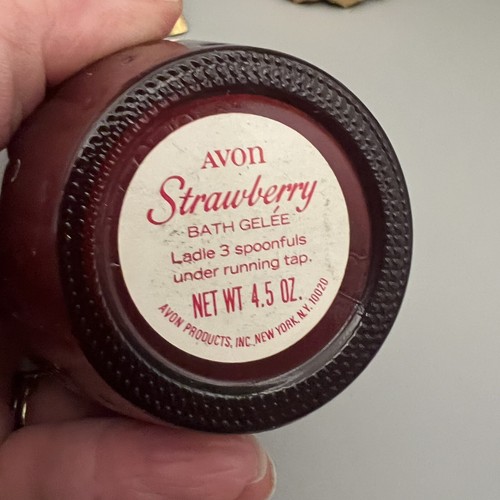 AVON
Strawberry
BATH GELÉE
Ladle 3 spoonfuls
under running tap.
NET WT 4.5 OZ.
AVON PRODUCTS, INC. NEW YORK, N.Y. 10020